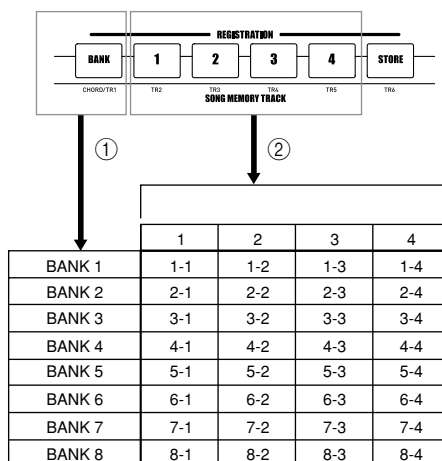 REGISTRATION
BANK 1 2 3 4 STORE
CHORD/TR1 TR2 TR3 TR4 TR5 TR6
SONG MEMORY TRACK
① ②
1 2 3 4
BANK 1 1-1 1-2 1-3 1-4
BANK 2 2-1 2-2 2-3 2-4
BANK 3 3-1 3-2 3-3 3-4
BANK 4 4-1 4-2 4-3 4-4
BANK 5 5-1 5-2 5-3 5-4
BANK 6 6-1 6-2 6-3 6-4
BANK 7 7-1 7-2 7-3 7-4
BANK 8 8-1 8-2 8-3 8-4